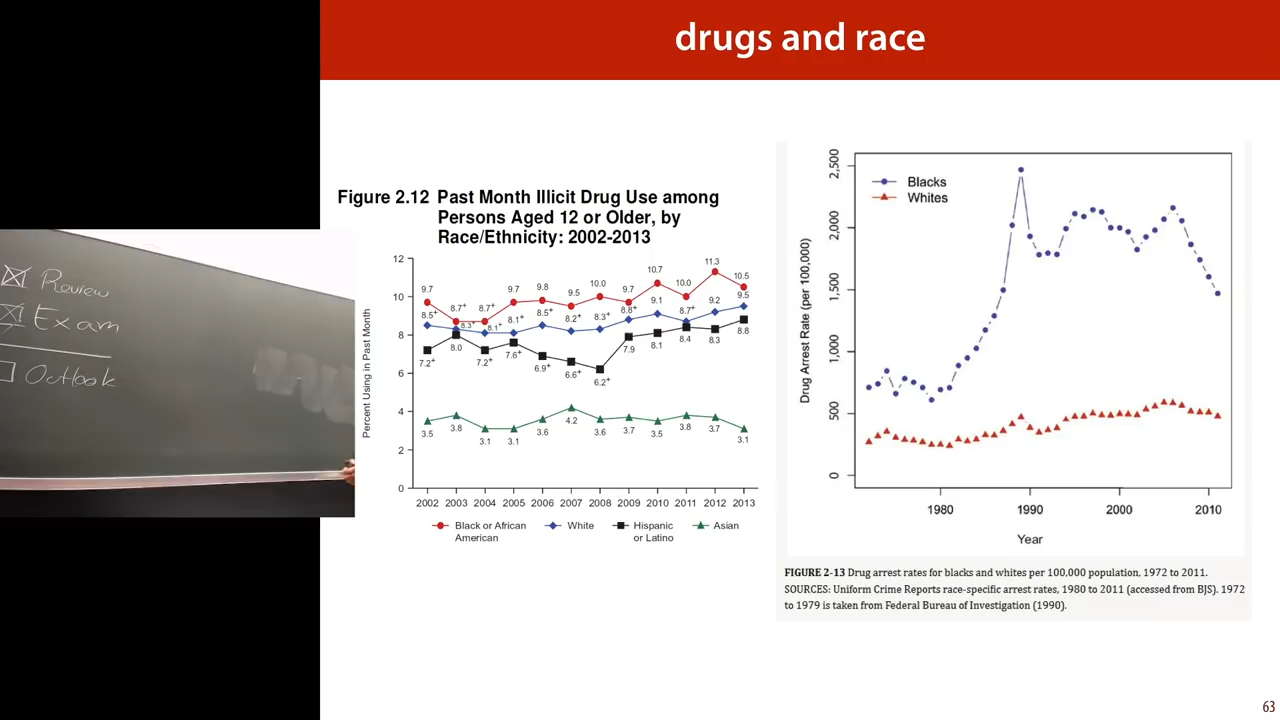 drugs and race
Review
Exam
Outlook
Figure 2.12 Past Month Illicit Drug Use among
Persons Aged 12 or Older, by
Race/Ethnicity: 2002-2013
Percent Using in Past Month
12
10
8
6
4
2
0
9.7 8.7+ 8.7+ 9.7 9.8 9.5 10.0 9.7 10.7 10.0 11.3 10.5
8.5+ 8.3+ 8.1+ 8.1+ 8.5+ 8.2+ 8.3+ 8.8+ 9.1 8.7+ 9.2 9.5
7.2+ 8.0 7.2+ 7.6+ 6.9+ 6.6+ 6.2+ 7.9 8.1 8.4 8.3 8.8
3.5 3.8 3.1 3.1 3.6 4.2 3.6 3.7 3.5 3.8 3.7 3.1
2002 2003 2004 2005 2006 2007 2008 2009 2010 2011 2012 2013
Black or African American
White
Hispanic or Latino
Asian
Drug Arrest Rate (per 100,000)
2,500
2,000
1,500
1,000
500
0
Blacks
Whites
1980 1990 2000 2010
Year
FIGURE 2-13 Drug arrest rates for blacks and whites per 100,000 population, 1972 to 2011.
SOURCES: Uniform Crime Reports race-specific arrest rates, 1980 to 2011 (accessed from BJS). 1972
to 1979 is taken from Federal Bureau of Investigation (1990).
63